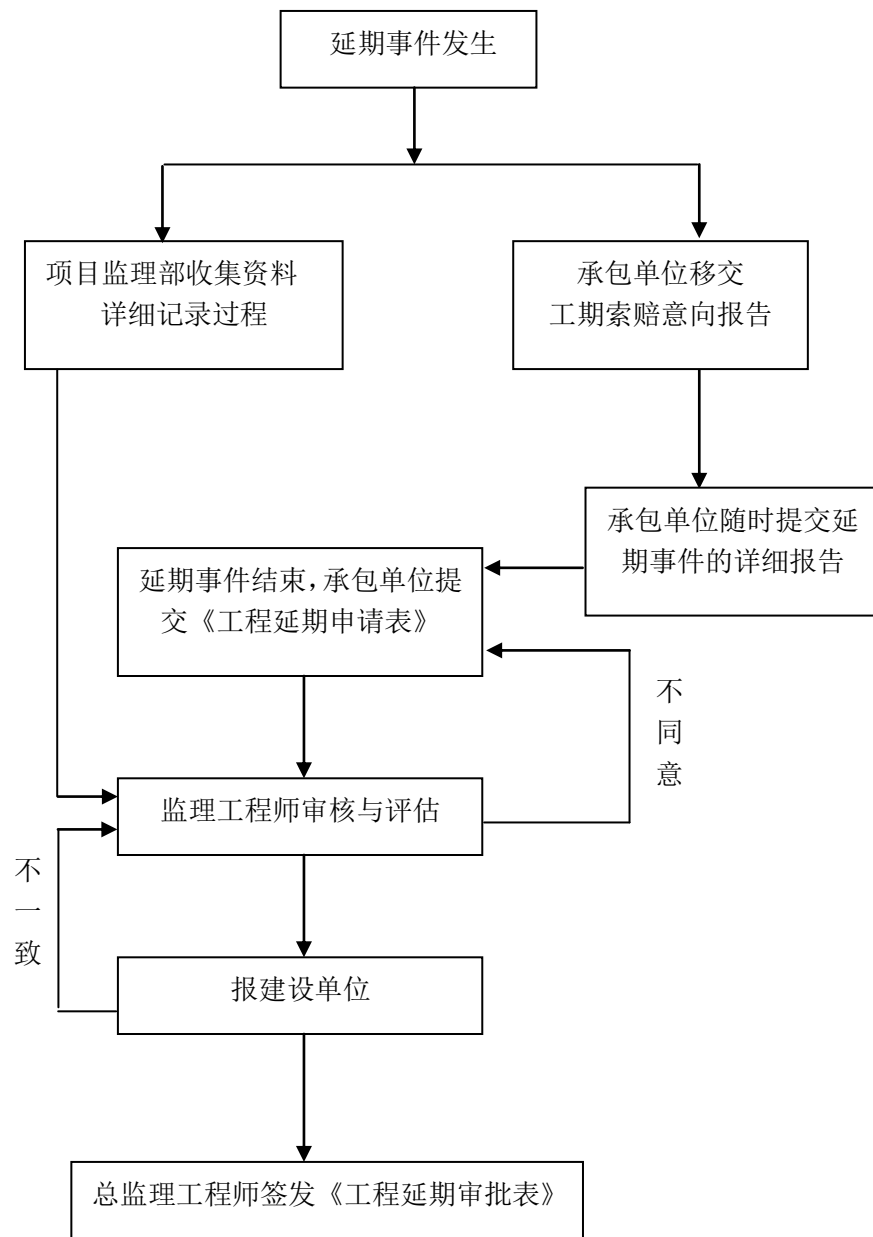 延期事件发生
项目监理部收集资料
详细记录过程
承包单位移交
工期索赔意向报告
承包单位随时提交延
期事件的详细报告
延期事件结束，承包单位提
交《工程延期申请表》
不
同
意
监理工程师审核与评估
不
一
致
报建设单位
总监理工程师签发《工程延期审批表》